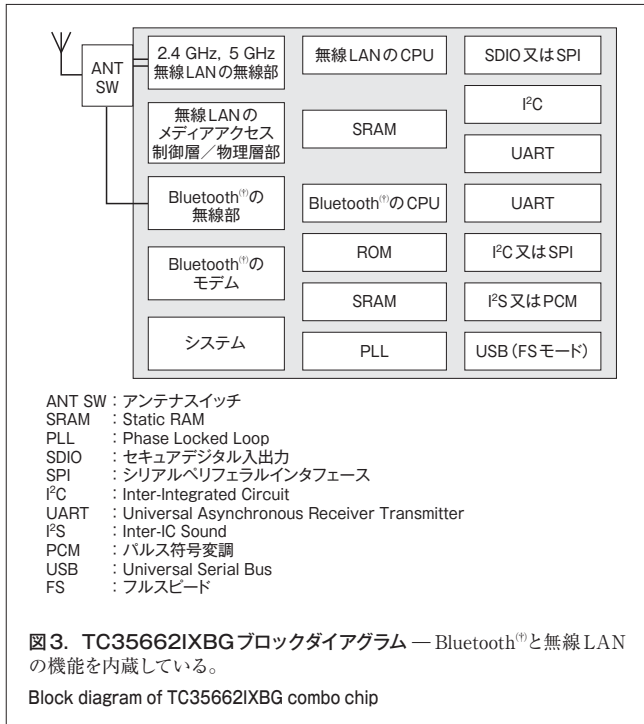 ANT
SW
2.4 GHz, 5 GHz
無線LANの無線部
無線LANの
メディアアクセス
制御層／物理層部
Bluetooth(†)の
無線部
Bluetooth(†)の
モデム
システム
無線LANのCPU
SRAM
Bluetooth(†)のCPU
ROM
SRAM
PLL
SDIO又はSPI
I²C
UART
UART
I²C又はSPI
I²S又はPCM
USB（FSモード）
ANT SW：アンテナスイッチ
SRAM ：Static RAM
PLL ：Phase Locked Loop
SDIO ：セキュアデジタル入出力
SPI ：シリアルペリフェラルインタフェース
I²C ：Inter-Integrated Circuit
UART ：Universal Asynchronous Receiver Transmitter
I²S ：Inter-IC Sound
PCM ：パルス符号変調
USB ：Universal Serial Bus
FS ：フルスピード
図3．TC35662IXBGブロックダイアグラム — Bluetooth(†)と無線LAN
の機能を内蔵している。
Block diagram of TC35662IXBG combo chip